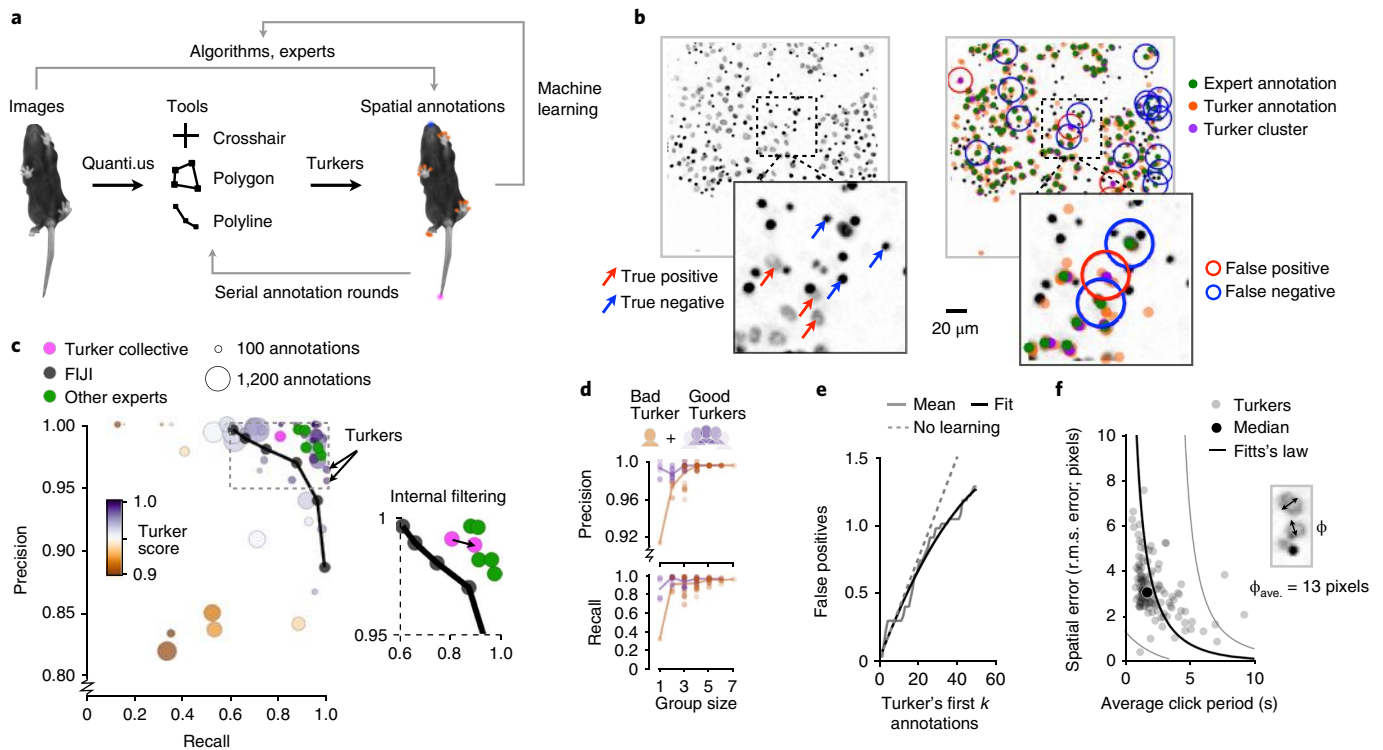 a
Algorithms, experts
Machine
learning
Images
Tools
Spatial annotations
Crosshair
Quanti.us
Polygon
Turkers
Polyline
Serial annotation rounds
b
Expert annotation
Turker annotation
Turker cluster
True positive
True negative
20 μm
False positive
False negative
c
Turker collective
FIJI
Other experts
100 annotations
1,200 annotations
Turkers
1.00
0.95
0.90
0.85
0.80
Precision
1.0
Turker
score
0.9
Internal filtering
1
0.95
0.6
0.8
1.0
0
0.2
0.4
0.6
0.8
1.0
Recall
d
Bad
Turker
Good
Turkers
+
1.0
0.96
0.92
Precision
1.0
0.8
0.6
0.4
0.2
0
Recall
1
3
5
7
Group size
e
Mean
Fit
No learning
1.5
1.0
0.5
0
False positives
0
20
40
60
Turker's first k
annotations
f
Turkers
Median
Fitts's law
10
8
6
4
2
0
Spatial error (r.m.s. error; pixels)
0
5
10
Average click period (s)
ϕ
ϕave. = 13 pixels